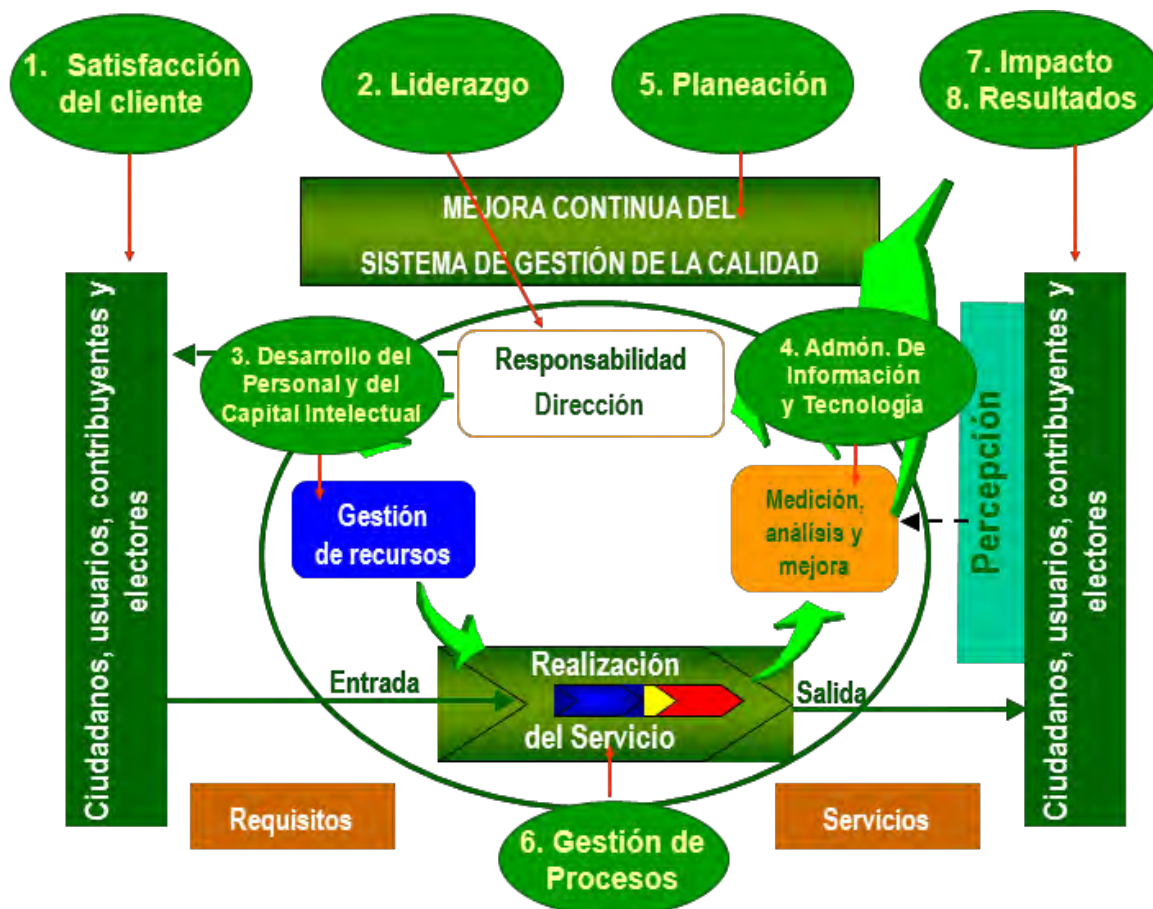 1. Satisfacción
del cliente
2. Liderazgo
5. Planeación
7. Impacto
8. Resultados
MEJORA CONTINUA DEL
SISTEMA DE GESTIÓN DE LA CALIDAD
Ciudadanos, usuarios, contribuyentes y
electores
3. Desarrollo del
Personal y del
Capital Intelectual
Responsabilidad
Dirección
4. Admón. De
Información
y Tecnología
Gestión
de recursos
Medición,
análisis y
mejora
Percepción
Ciudadanos, usuarios, contribuyentes y
electores
Entrada
Realización
del Servicio
Salida
Requisitos
6. Gestión de
Procesos
Servicios